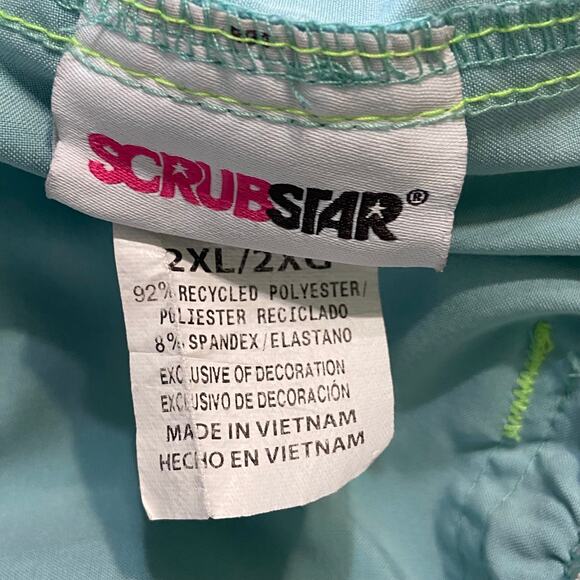 SCRUBSTAR®
2XL/2XG
92% RECYCLED POLYESTER/
POLIESTER RECICLADO
8% SPANDEX/ELASTANO
EXCLUSIVE OF DECORATION
EXCLUSIVO DE DECORACIÓN
MADE IN VIETNAM
HECHO EN VIETNAM